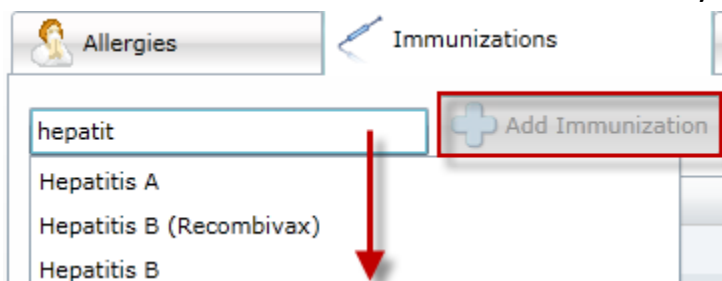 Allergies
Immunizations
hepatit
Add Immunization
Hepatitis A
Hepatitis B (Recombivax)
Hepatitis B